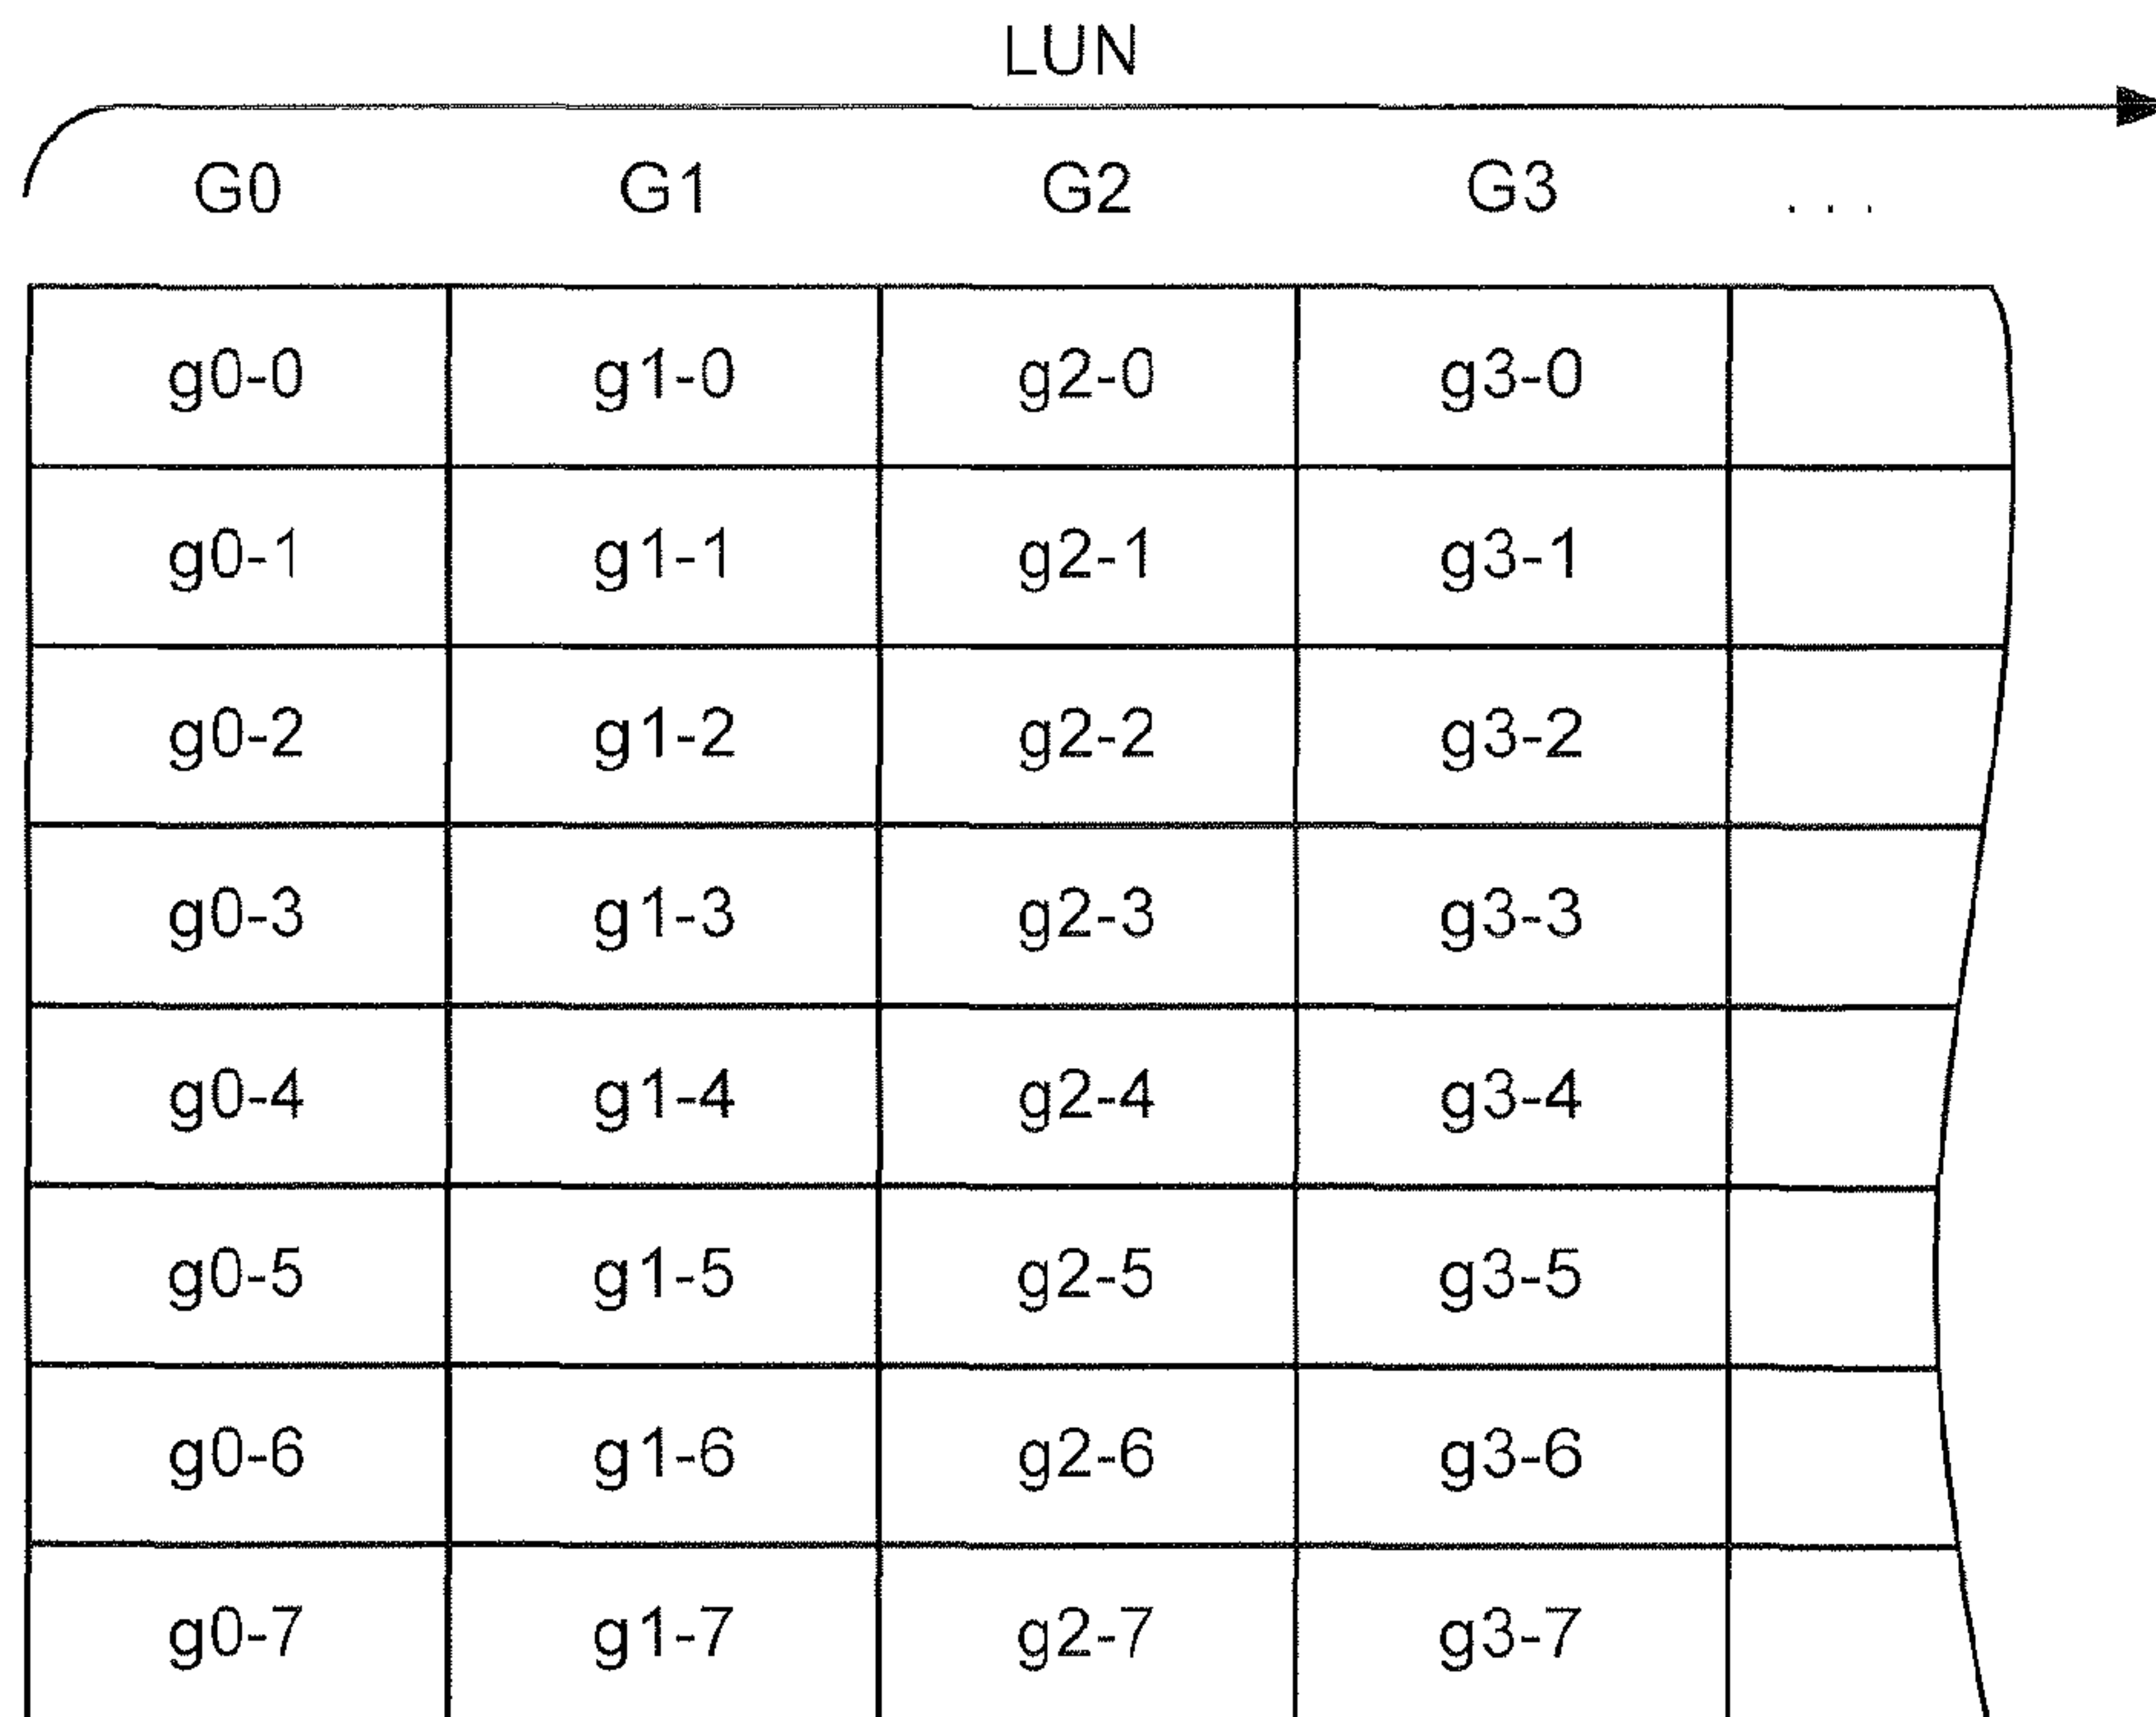 LUN
G0 G1 G2 G3 . . .
g0-0 g1-0 g2-0 g3-0
g0-1 g1-1 g2-1 g3-1
g0-2 g1-2 g2-2 g3-2
g0-3 g1-3 g2-3 g3-3
g0-4 g1-4 g2-4 g3-4
g0-5 g1-5 g2-5 g3-5
g0-6 g1-6 g2-6 g3-6
g0-7 g1-7 g2-7 g3-7